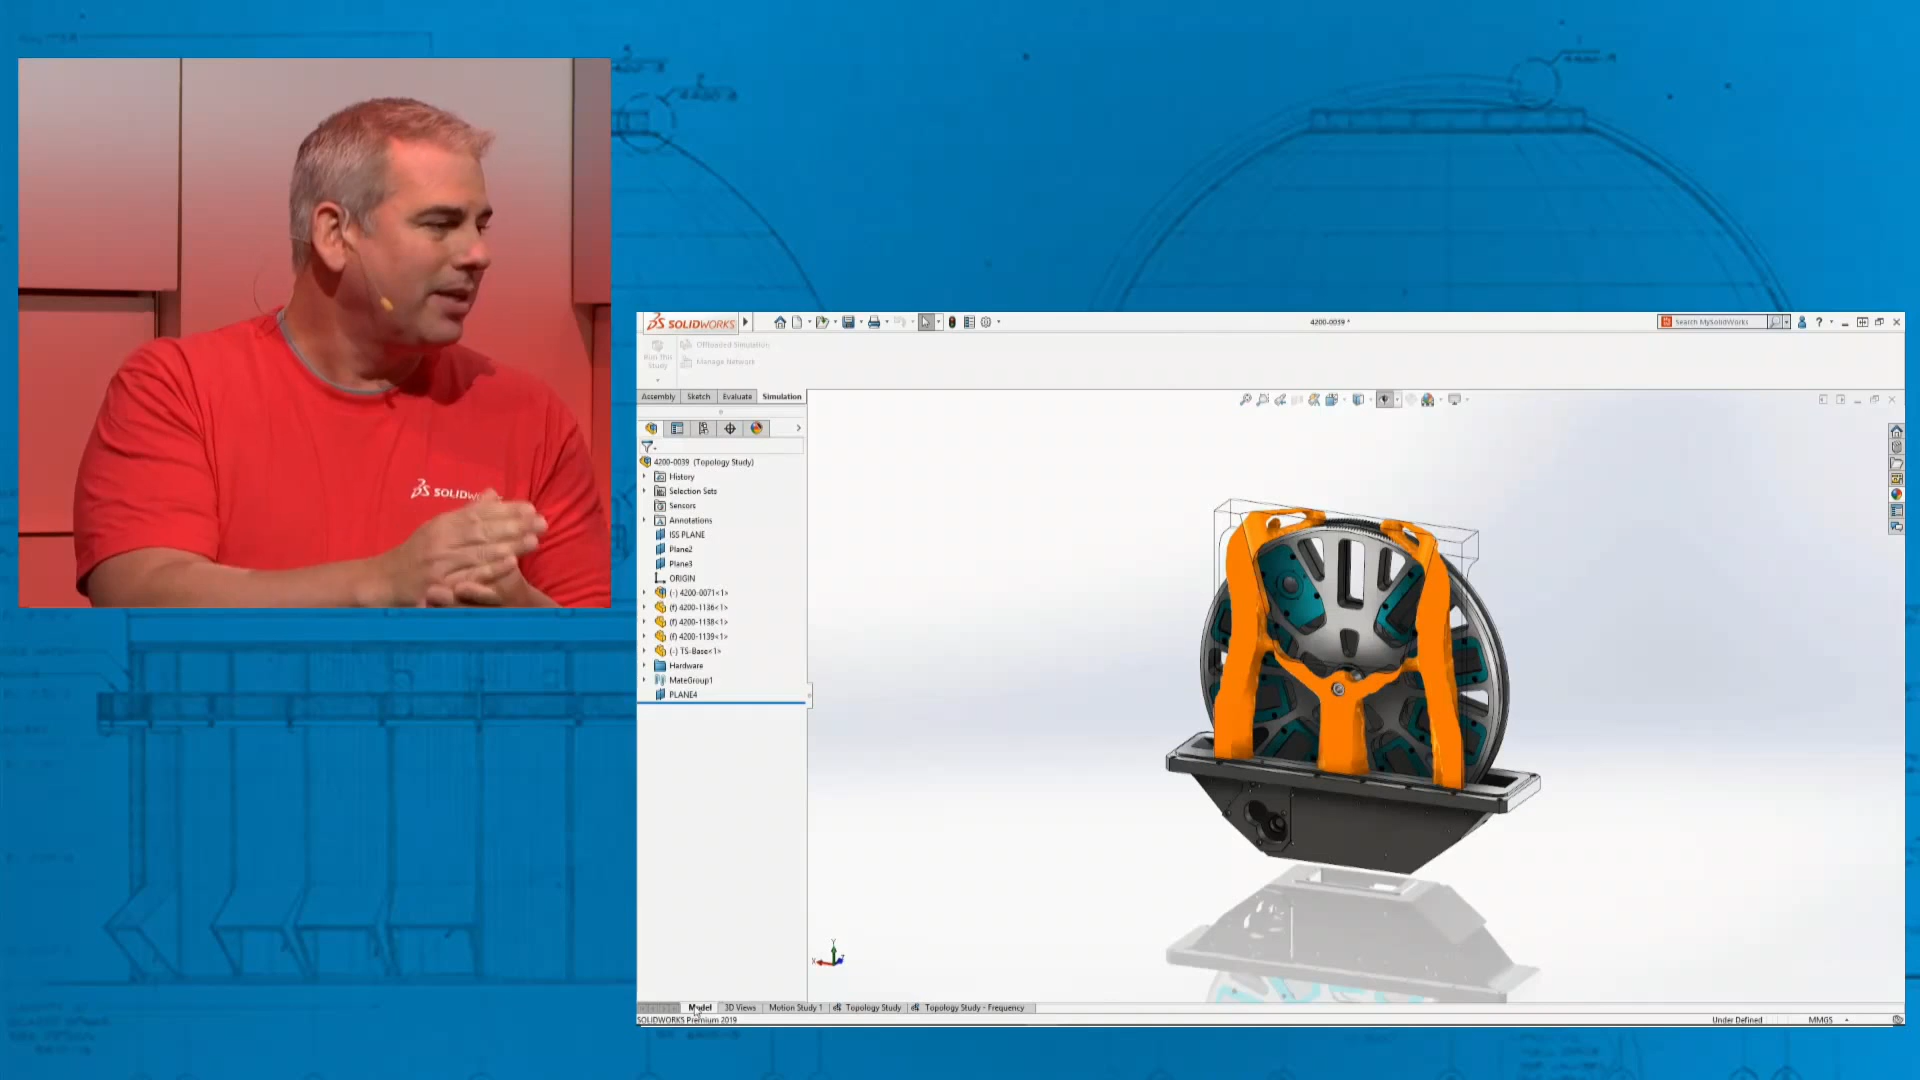 SOLIDWORKS
4200-0039 *
Search MySolidWorks
?
Run This
Study
Offloaded Simulation
Manage Network
Assembly
Sketch
Evaluate
Simulation
4200-0039 (Topology Study)
History
Selection Sets
Sensors
Annotations
ISS PLANE
Plane2
Plane3
ORIGIN
(-) 4200-0071<1>
(f) 4200-1136<1>
(f) 4200-1138<1>
(f) 4200-1139<1>
(-) TS-Base<1>
Hardware
MateGroup1
PLANE4
Y
X
Z
Model
3D Views
Motion Study 1
Topology Study
Topology Study - Frequency
SOLIDWORKS Premium 2019
Under Defined
MMGS